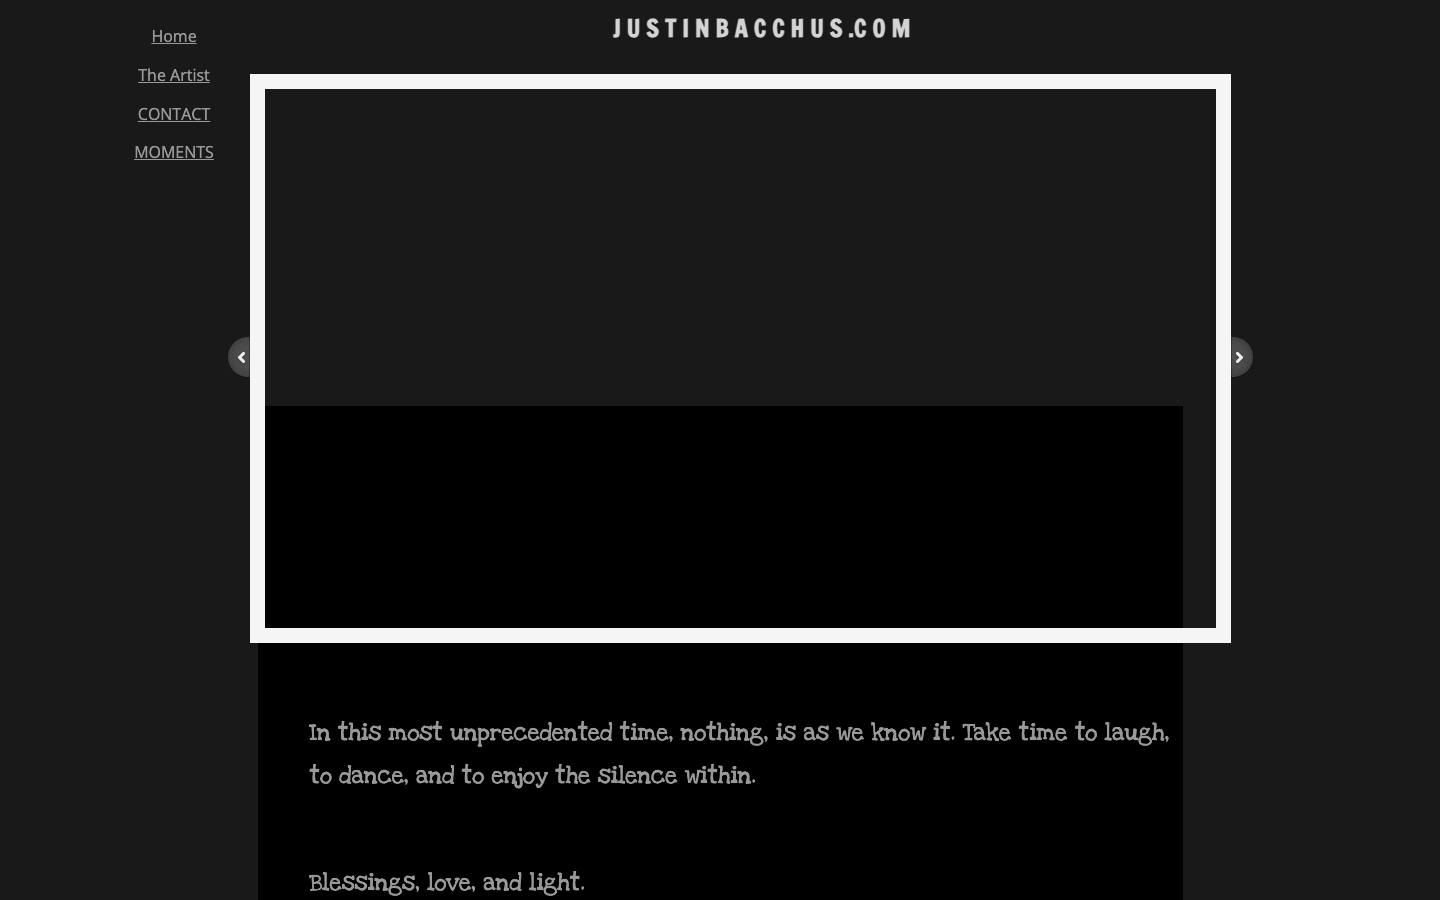 JUSTINBACCHUS.COM
Home
The Artist
CONTACT
MOMENTS
In this most unprecedented time, nothing, is as we know it. Take time to laugh,
to dance, and to enjoy the silence within.
Blessings, love, and light.